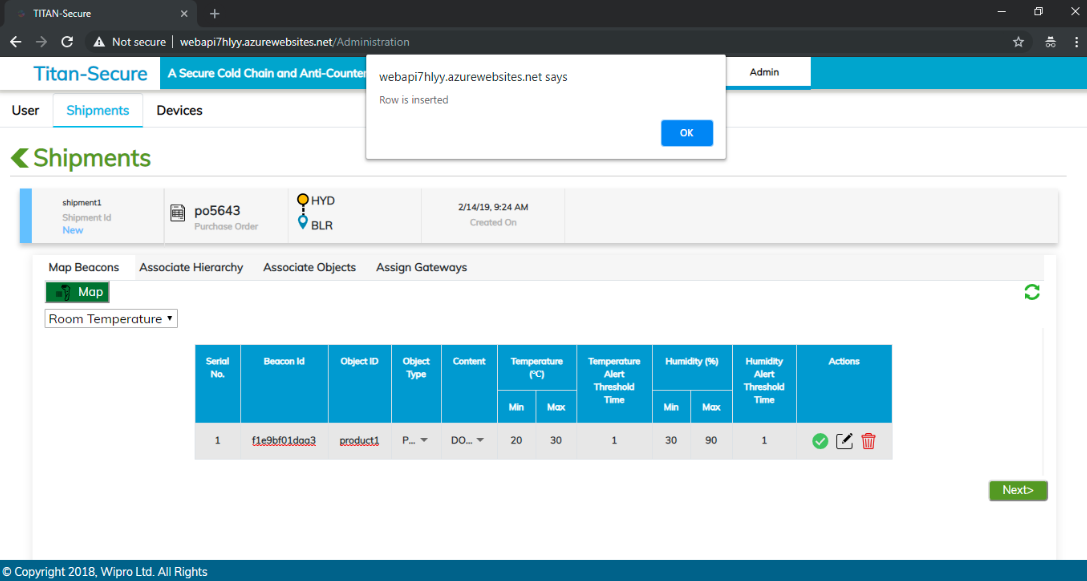 TITAN-Secure
Not secure | webapi7hlyy.azurewebsites.net/Administration
Titan-Secure
A Secure Cold Chain and Anti-Counter
Admin
webapi7hlyy.azurewebsites.net says
Row is inserted
OK
User Shipments Devices
Shipments
shipment1
Shipment Id
New
po5643
Purchase Order
HYD
BLR
2/14/19, 9:24 AM
Created On
Map Beacons Associate Hierarchy Associate Objects Assign Gateways
Map
Room Temperature
Serial No. Beacon Id Object ID Object Type Content Temperature (°C) Temperature Alert Threshold Time Humidity (%) Humidity Alert Threshold Time Actions
Min Max Min Max
1 f1e9bf01daa3 product1 P... DO... 20 30 1 30 90 1
Next>
© Copyright 2018, Wipro Ltd. All Rights